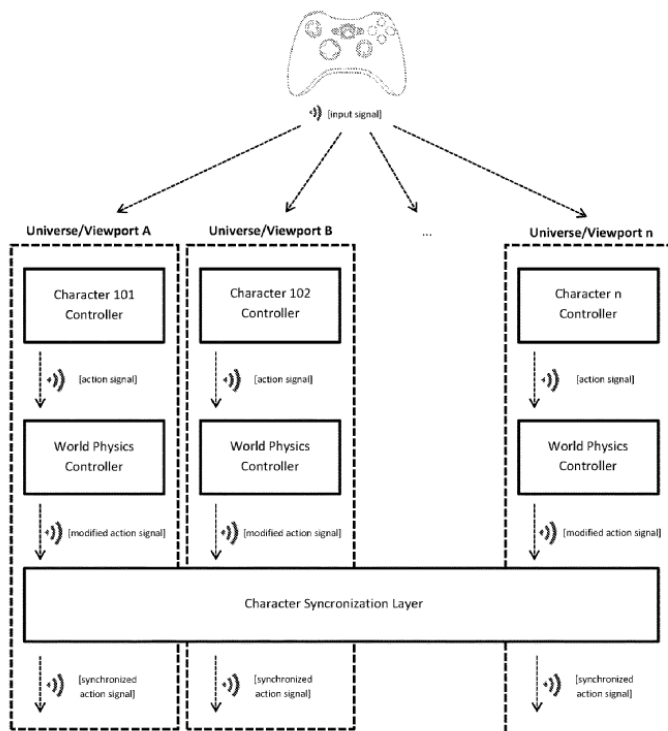 [input signal]
Universe/Viewport A
Universe/Viewport B
...
Universe/Viewport n
Character 101
Controller
Character 102
Controller
Character n
Controller
[action signal]
[action signal]
[action signal]
World Physics
Controller
World Physics
Controller
World Physics
Controller
[modified action signal]
[modified action signal]
[modified action signal]
Character Syncronization Layer
[synchronized
action signal]
[synchronized
action signal]
[synchronized
action signal]